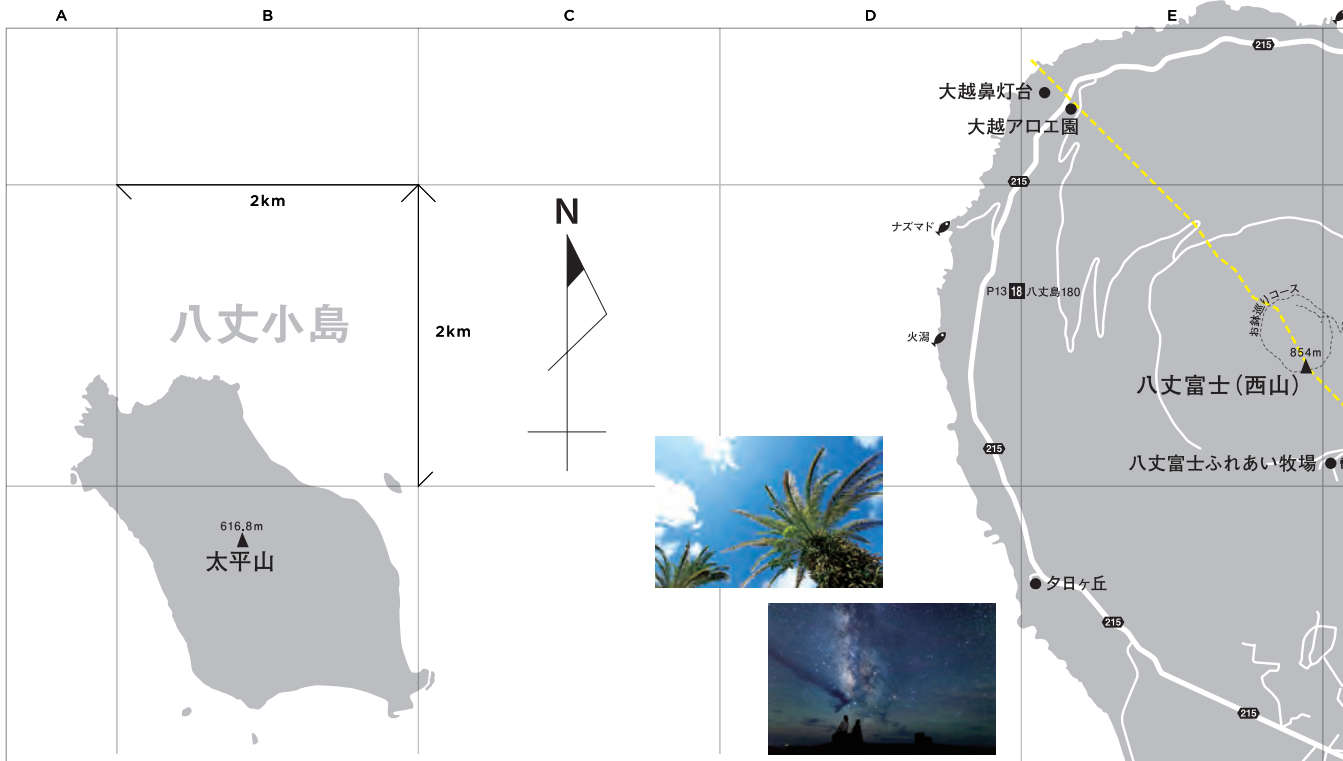 A
B
C
D
E
215
大越鼻灯台
大越アロエ園
215
2km
N
ナズマド
P13 18 八丈島180
八丈小島
2km
火潟
お鉢巡りコース
854m
八丈富士(西山)
215
八丈富士ふれあい牧場
616.8m
太平山
夕日ヶ丘
215
215